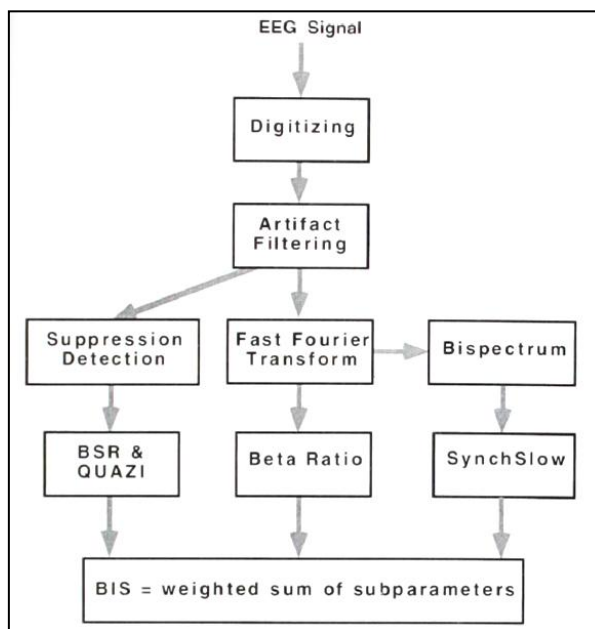 EEG Signal
Digitizing
Artifact
Filtering
Suppression
Detection
Fast Fourier
Transform
Bispectrum
BSR &
QUAZI
Beta Ratio
SynchSlow
BIS = weighted sum of subparameters